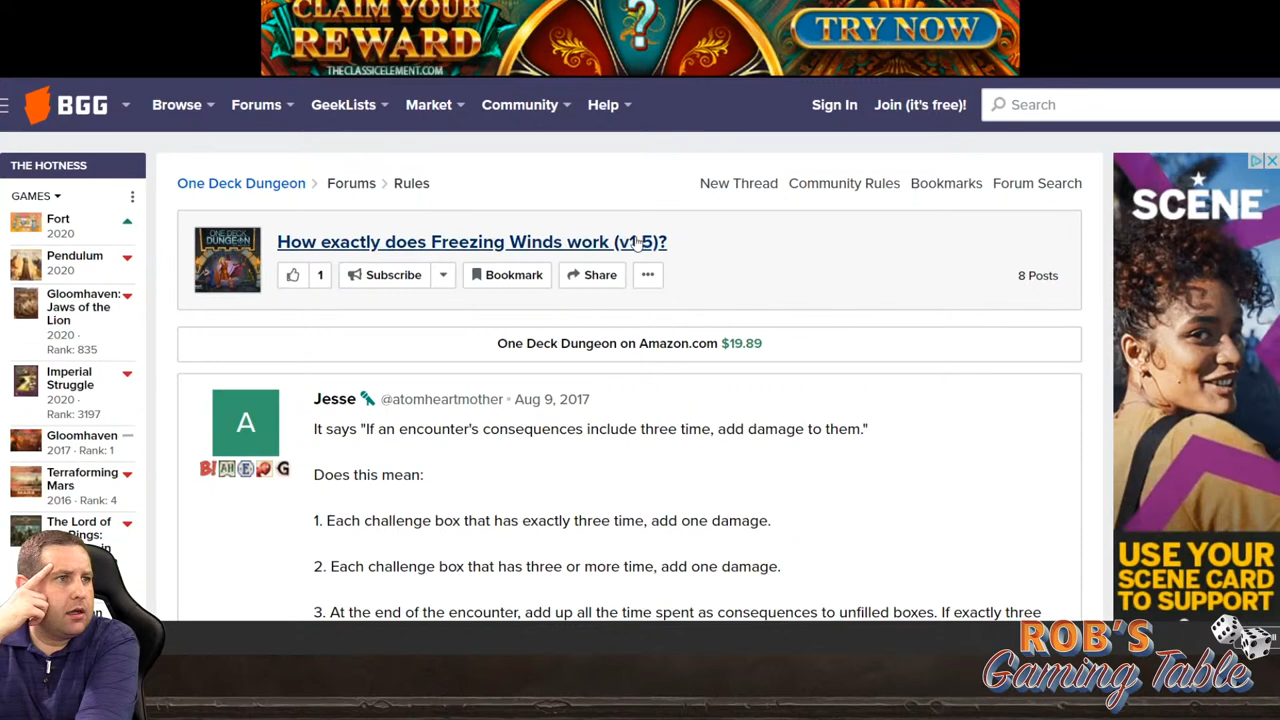 CLAIM YOUR
REWARD
THECLASSICELEMENT.COM
?
TRY NOW
BGG
Browse
Forums
GeekLists
Market
Community
Help
Sign In
Join (it's free)!
Search
THE HOTNESS
GAMES
Fort
2020
Pendulum
2020
Gloomhaven:
Jaws of the
Lion
2020
Rank: 835
Imperial
Struggle
2020
Rank: 3197
Gloomhaven
2017 · Rank: 1
Terraforming
Mars
2016 · Rank: 4
The Lord of
One Deck Dungeon > Forums > Rules
New Thread Community Rules Bookmarks Forum Search
ONE DECK
DUNGEON
How exactly does Freezing Winds work (v1.5)?
1
Subscribe
Bookmark
Share
8 Posts
One Deck Dungeon on Amazon.com $19.89
A
Jesse @atomheartmother · Aug 9, 2017
It says "If an encounter's consequences include three time, add damage to them."
Does this mean:
1. Each challenge box that has exactly three time, add one damage.
2. Each challenge box that has three or more time, add one damage.
3. At the end of the encounter, add up all the time spent as consequences to unfilled boxes. If exactly three
SCENE
USE YOUR
SCENE CARD
TO SUPPORT
ROB'S
Gaming Table